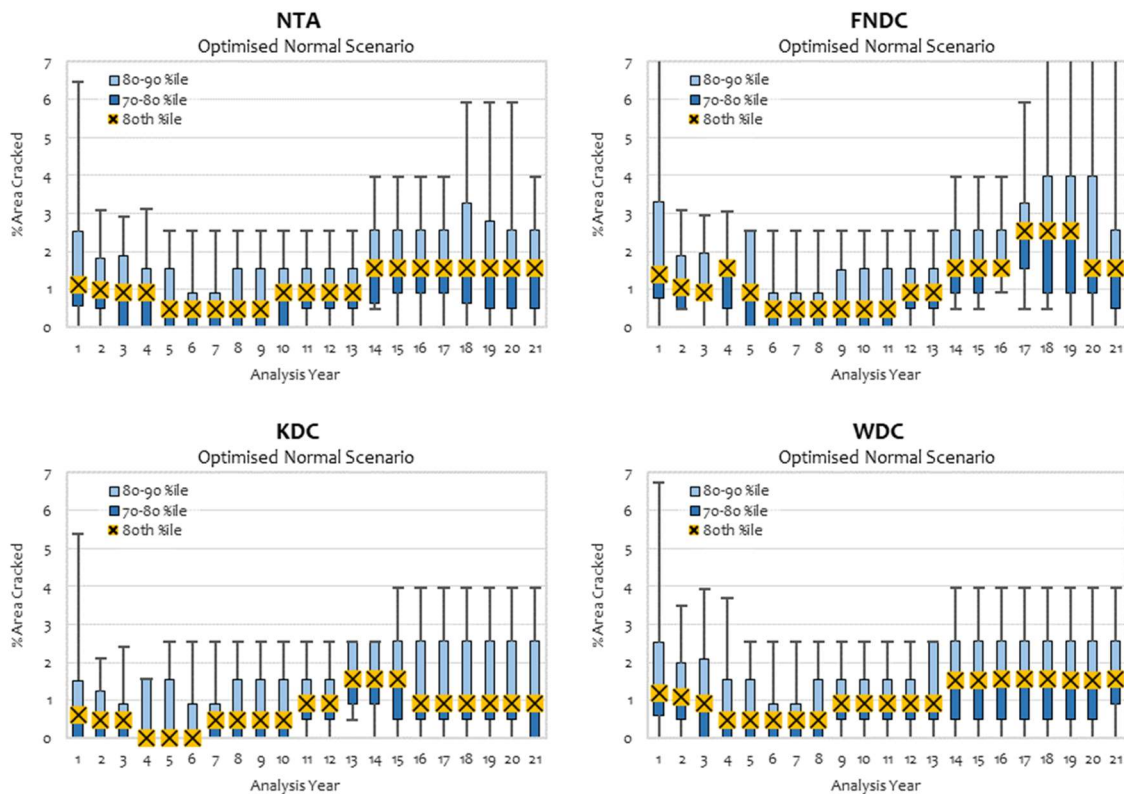 NTA
Optimised Normal Scenario
7
6
5
4
3
2
1
0
%Area Cracked
80-90 %ile
70-80 %ile
80th %ile
1 2 3 4 5 6 7 8 9 10 11 12 13 14 15 16 17 18 19 20 21
Analysis Year
FNDC
Optimised Normal Scenario
7
6
5
4
3
2
1
0
%Area Cracked
80-90 %ile
70-80 %ile
80th %ile
1 2 3 4 5 6 7 8 9 10 11 12 13 14 15 16 17 18 19 20 21
Analysis Year
KDC
Optimised Normal Scenario
7
6
5
4
3
2
1
0
%Area Cracked
80-90 %ile
70-80 %ile
80th %ile
1 2 3 4 5 6 7 8 9 10 11 12 13 14 15 16 17 18 19 20 21
Analysis Year
WDC
Optimised Normal Scenario
7
6
5
4
3
2
1
0
%Area Cracked
80-90 %ile
70-80 %ile
80th %ile
1 2 3 4 5 6 7 8 9 10 11 12 13 14 15 16 17 18 19 20 21
Analysis Year